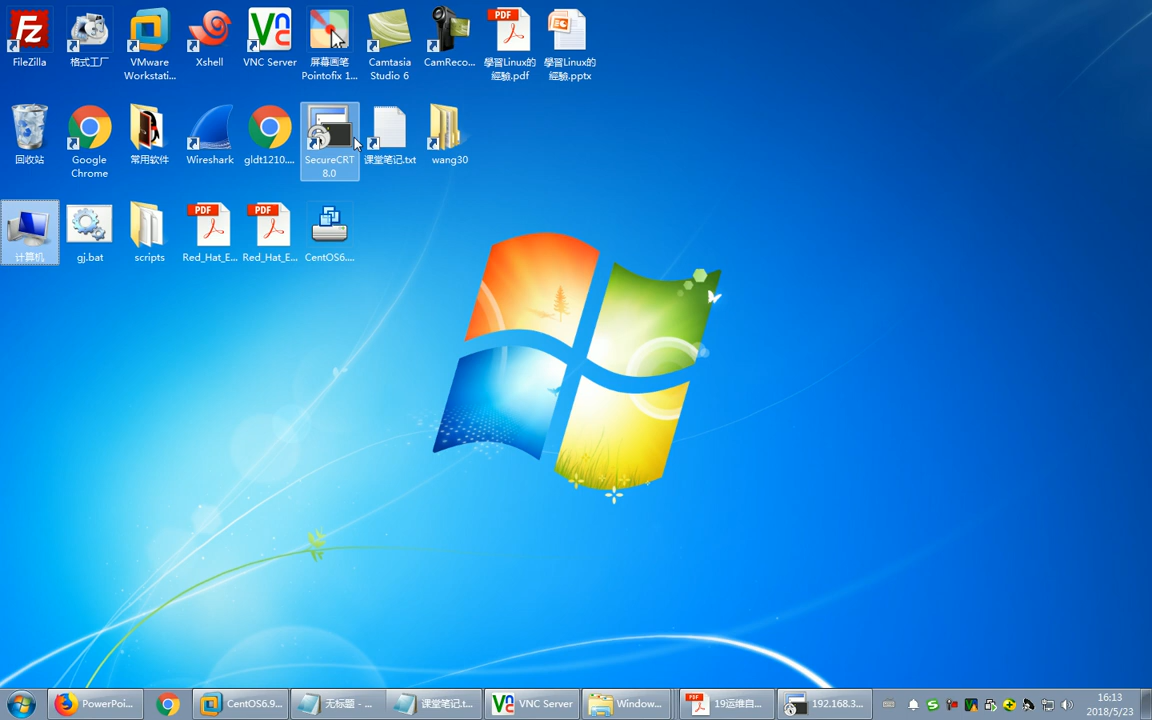 FileZilla
格式工厂
VMware
Workstati...
Xshell
VNC Server
屏幕画笔
Pointofix 1...
Camtasia
Studio 6
CamReco...
PDF
學習Linux的
經驗.pdf
學習Linux的
經驗.pptx
回收站
Google
Chrome
常用软件
Wireshark
gldt1210....
SecureCRT
8.0
课堂笔记.txt
wang30
计算机
gj.bat
scripts
PDF
Red_Hat_E...
PDF
Red_Hat_E...
CentOS6....
PowerPoi...
CentOS6.9...
无标题 - ...
课堂笔记.t...
VNC Server
Window...
PDF
19运维自...
192.168.3...
16:13
2018/5/23